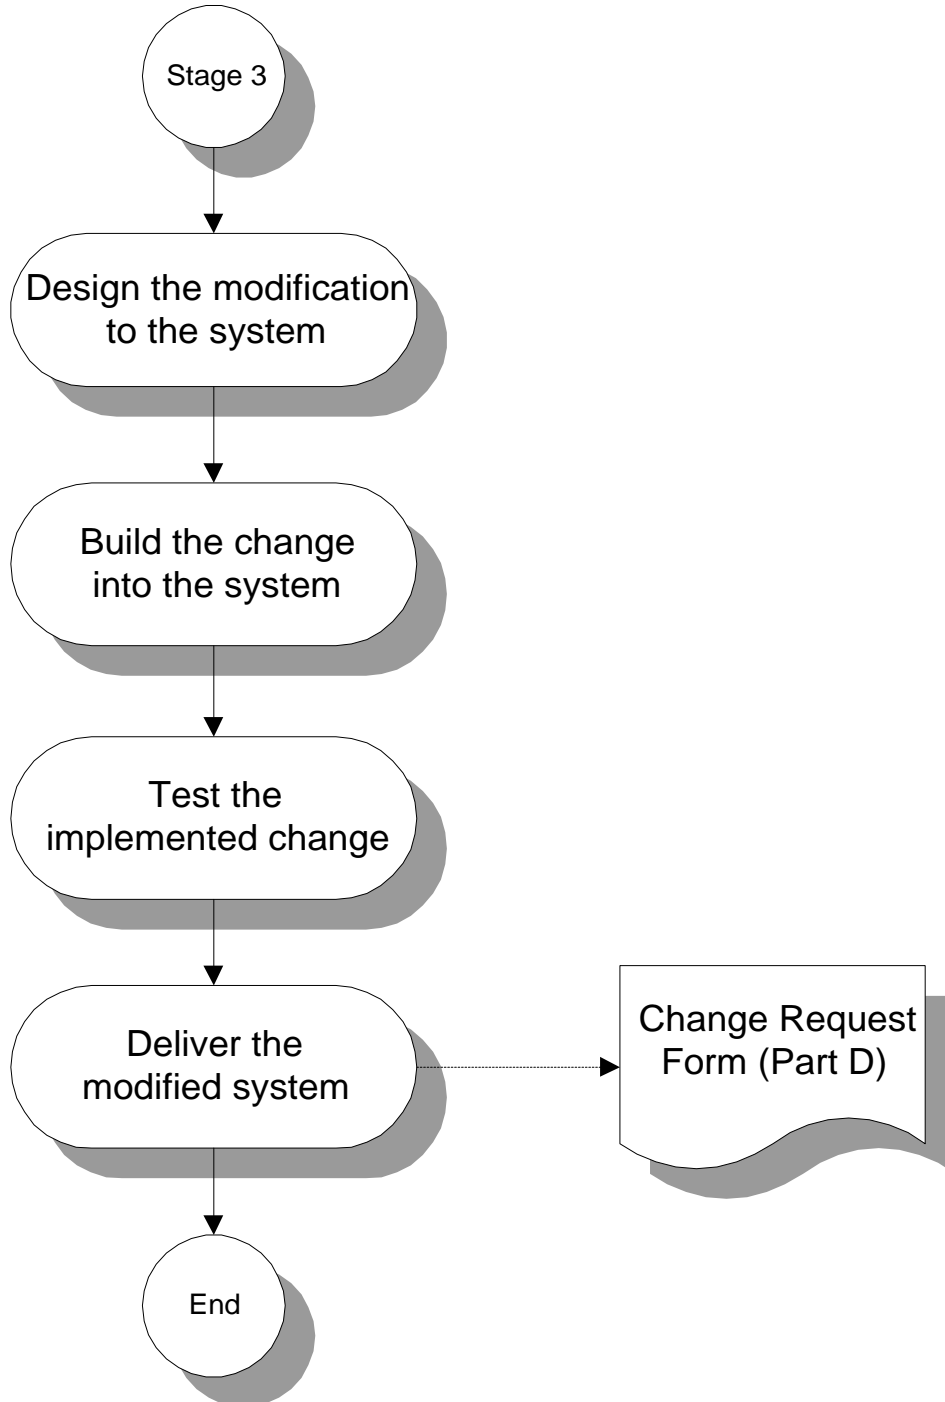 Stage 3
Design the modification
to the system
Build the change
into the system
Test the
implemented change
Deliver the
modified system
Change Request
Form (Part D)
End